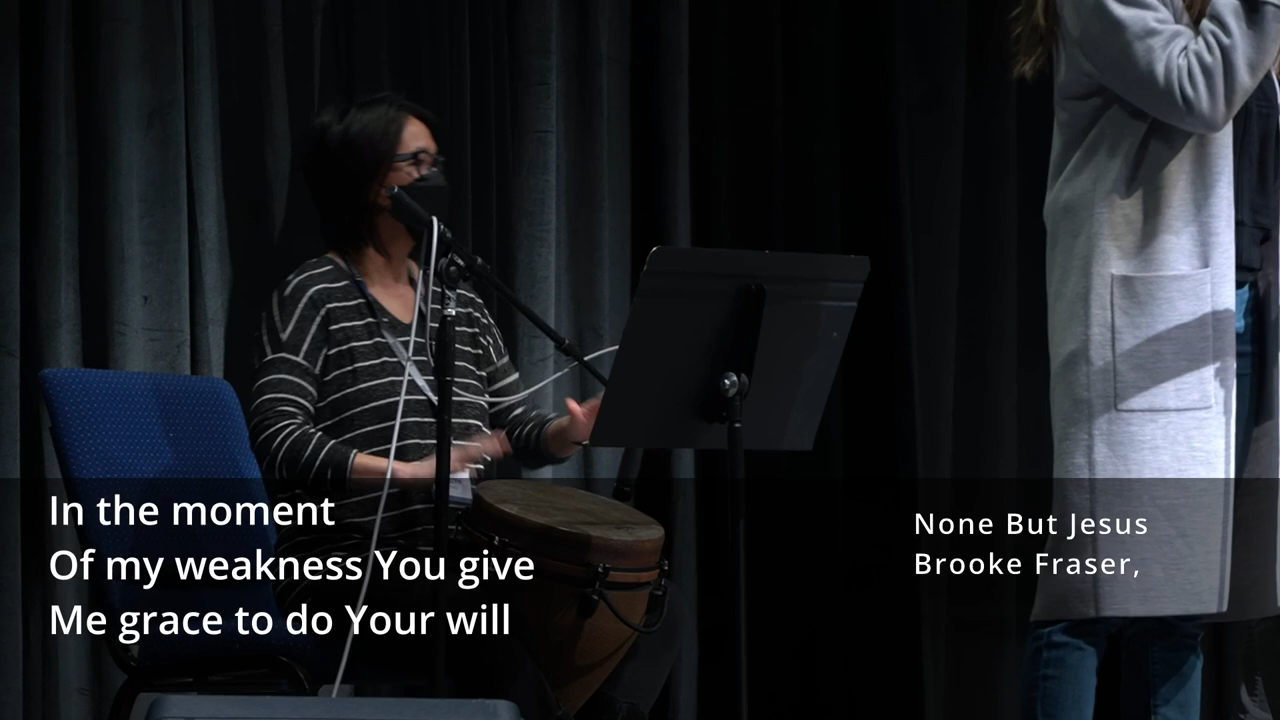 In the moment
Of my weakness You give
Me grace to do Your will
None But Jesus
Brooke Fraser,